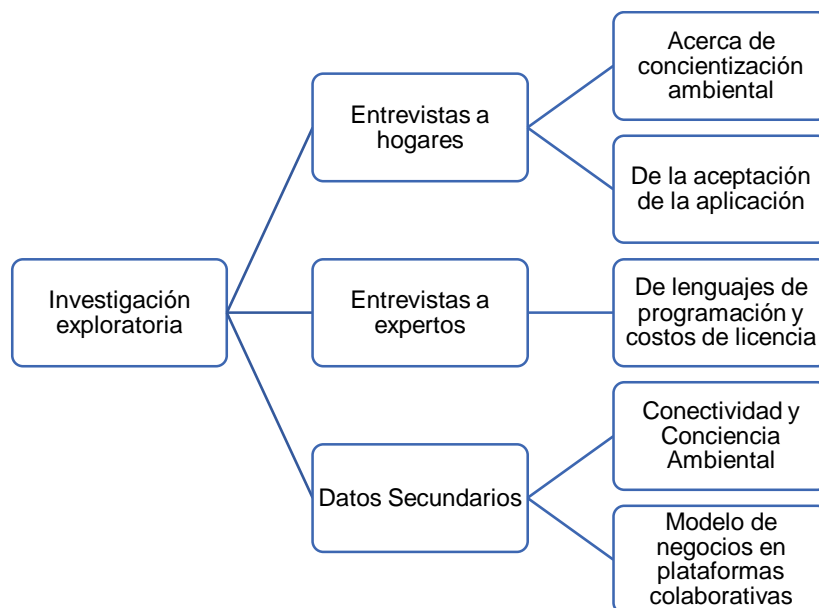 Investigación
exploratoria
Entrevistas a
hogares
Acerca de
concientización
ambiental
De la aceptación
de la aplicación
Entrevistas a
expertos
De lenguajes de
programación y
costos de licencia
Datos Secundarios
Conectividad y
Conciencia
Ambiental
Modelo de
negocios en
plataformas
colaborativas